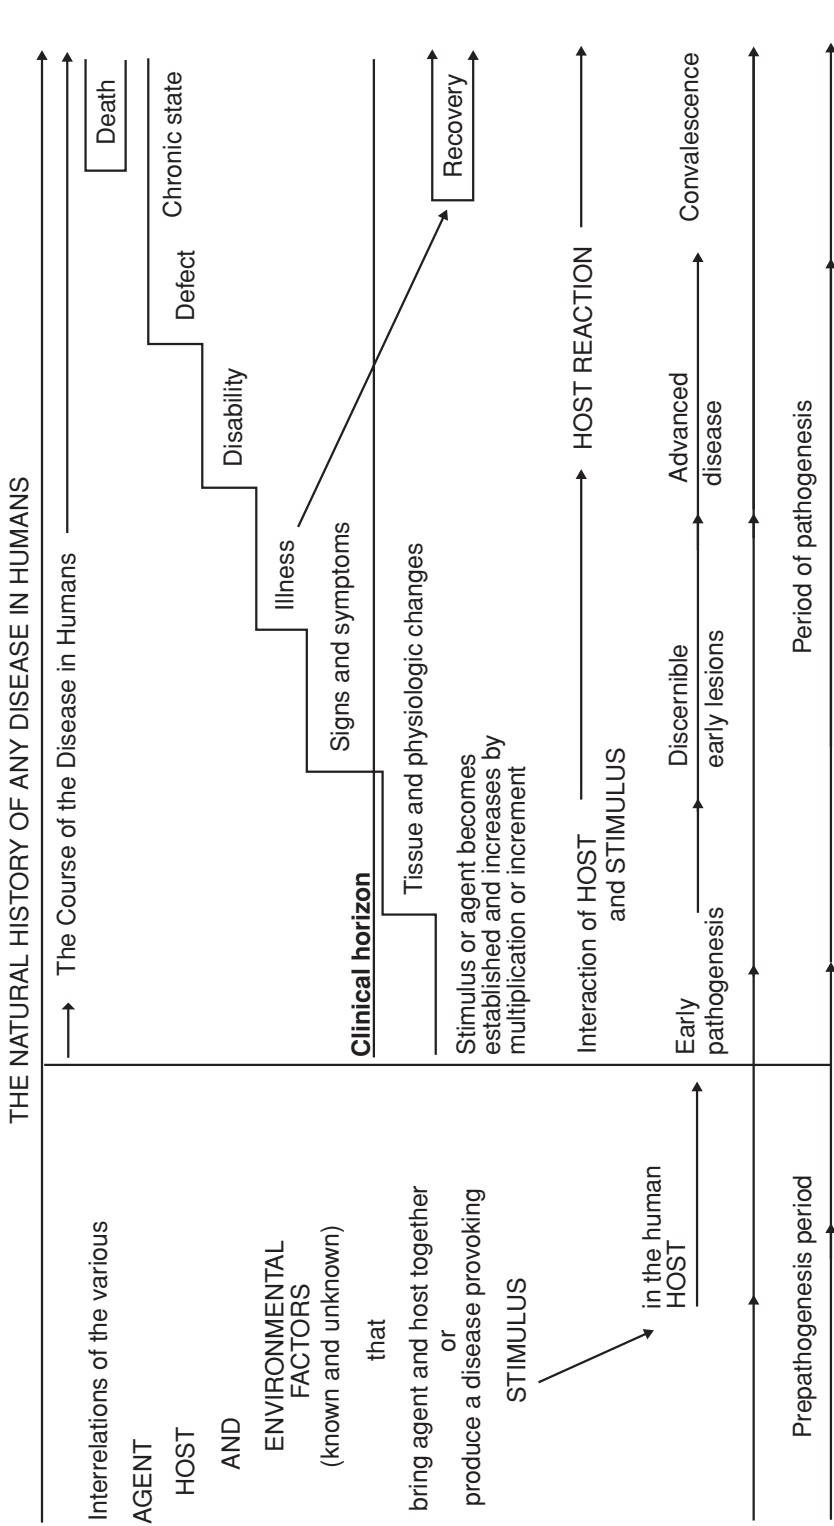 THE NATURAL HISTORY OF ANY DISEASE IN HUMANS
The Course of the Disease in Humans
Interrelations of the various
AGENT
HOST
AND
ENVIRONMENTAL
FACTORS
(known and unknown)
that
bring agent and host together
or
produce a disease provoking
STIMULUS
in the human
HOST
Prepathogenesis period
Death
Chronic state
Defect
Disability
Illness
Signs and symptoms
Clinical horizon
Tissue and physiologic changes
Recovery
Stimulus or agent becomes
established and increases by
multiplication or increment
Interaction of HOST
and STIMULUS
HOST REACTION
Early
pathogenesis
Discernible
early lesions
Advanced
disease
Convalescence
Period of pathogenesis